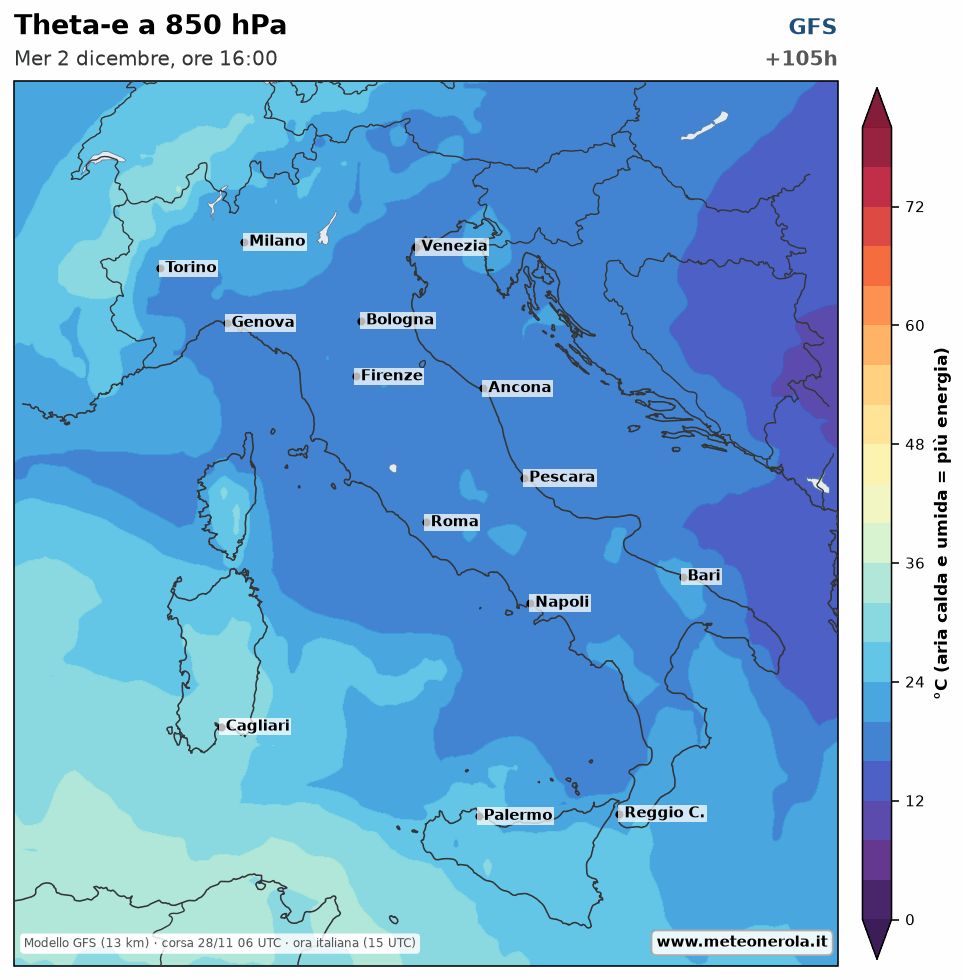 Theta-e a 850 hPa
GFS
Mer 2 dicembre, ore 16:00
+105h
Milano
Venezia
Torino
Genova
Bologna
Firenze
Ancona
Pescara
Roma
Bari
Napoli
Cagliari
Palermo
Reggio C.
72
60
48
36
24
12
0
°C (aria calda e umida = più energia)
Modello GFS (13 km) · corsa 28/11 06 UTC · ora italiana (15 UTC)
www.meteonerola.it